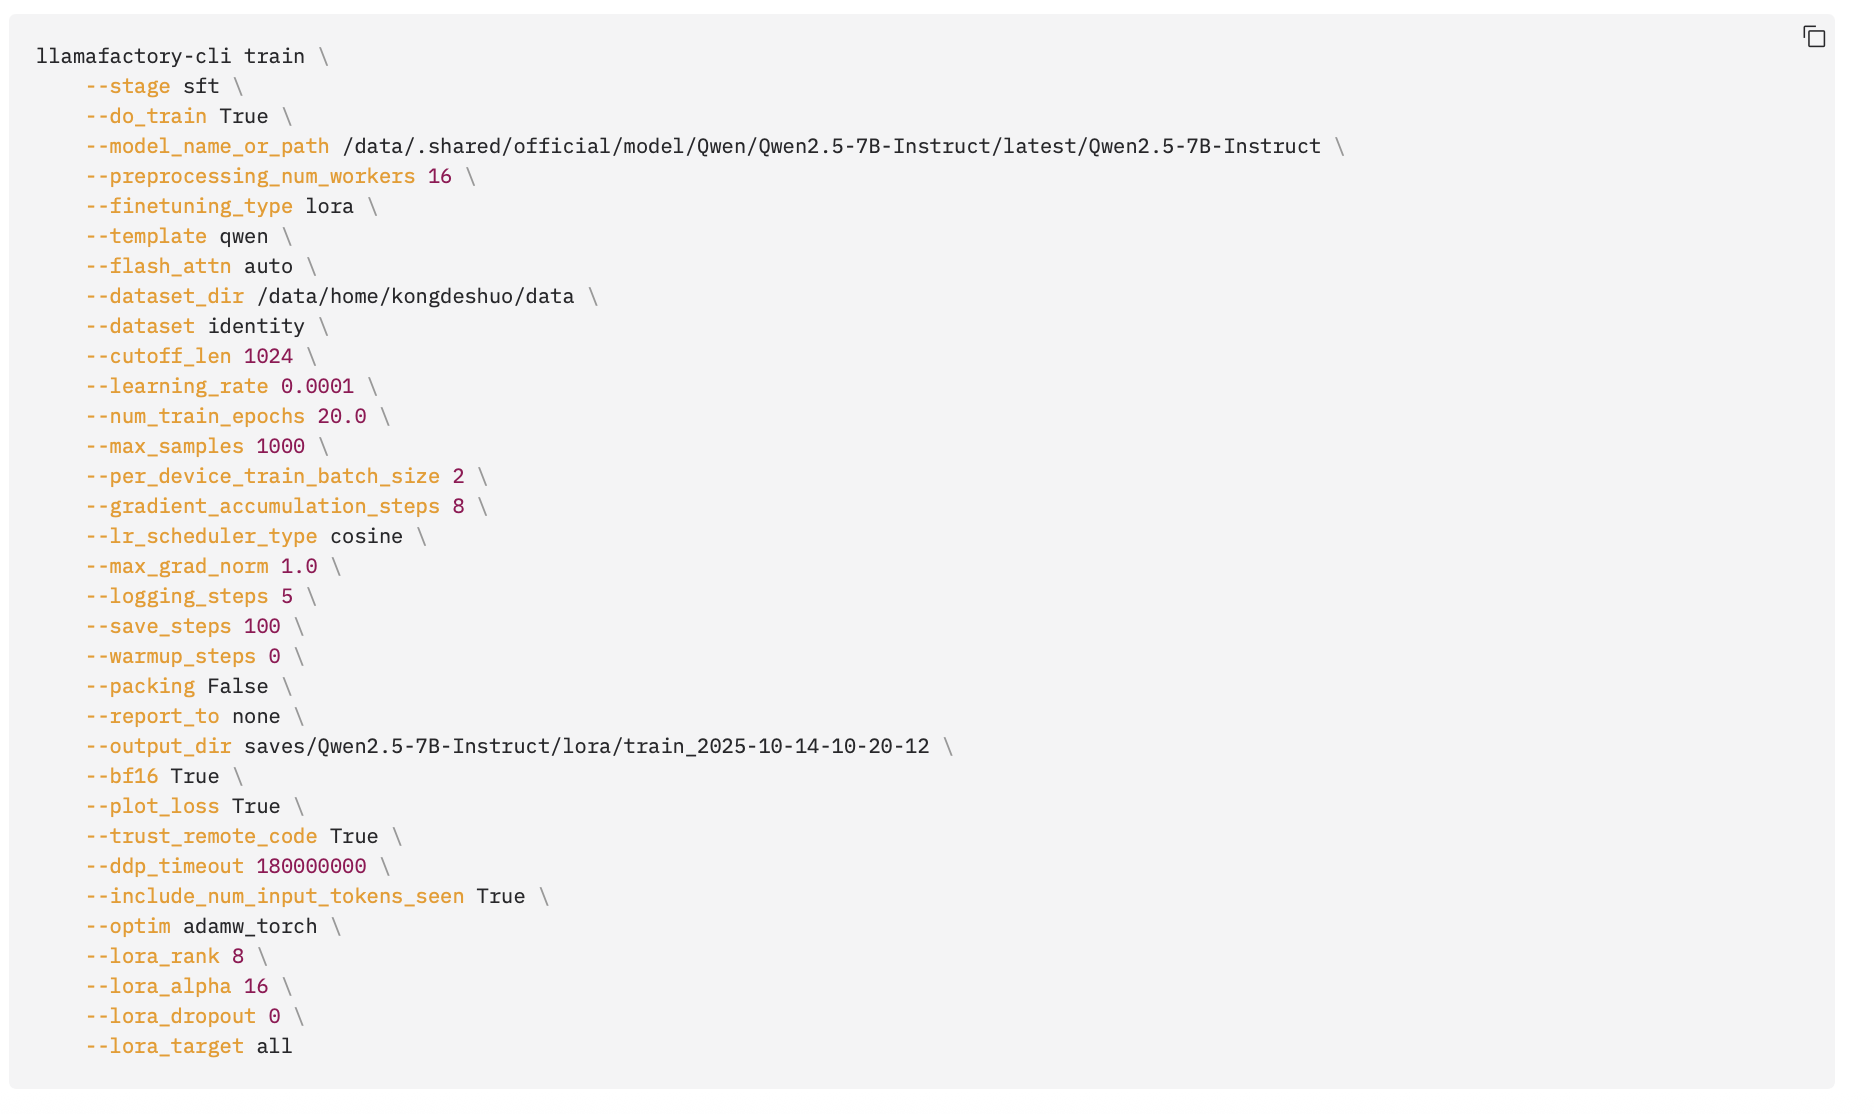 llamafactory-cli train \
--stage sft \
--do_train True \
--model_name_or_path /data/.shared/official/model/Qwen/Qwen2.5-7B-Instruct/latest/Qwen2.5-7B-Instruct \
--preprocessing_num_workers 16 \
--finetuning_type lora \
--template qwen \
--flash_attn auto \
--dataset_dir /data/home/kongdeshuo/data \
--dataset identity \
--cutoff_len 1024 \
--learning_rate 0.0001 \
--num_train_epochs 20.0 \
--max_samples 1000 \
--per_device_train_batch_size 2 \
--gradient_accumulation_steps 8 \
--lr_scheduler_type cosine \
--max_grad_norm 1.0 \
--logging_steps 5 \
--save_steps 100 \
--warmup_steps 0 \
--packing False \
--report_to none \
--output_dir saves/Qwen2.5-7B-Instruct/lora/train_2025-10-14-10-20-12 \
--bf16 True \
--plot_loss True \
--trust_remote_code True \
--ddp_timeout 180000000 \
--include_num_input_tokens_seen True \
--optim adamw_torch \
--lora_rank 8 \
--lora_alpha 16 \
--lora_dropout 0 \
--lora_target all